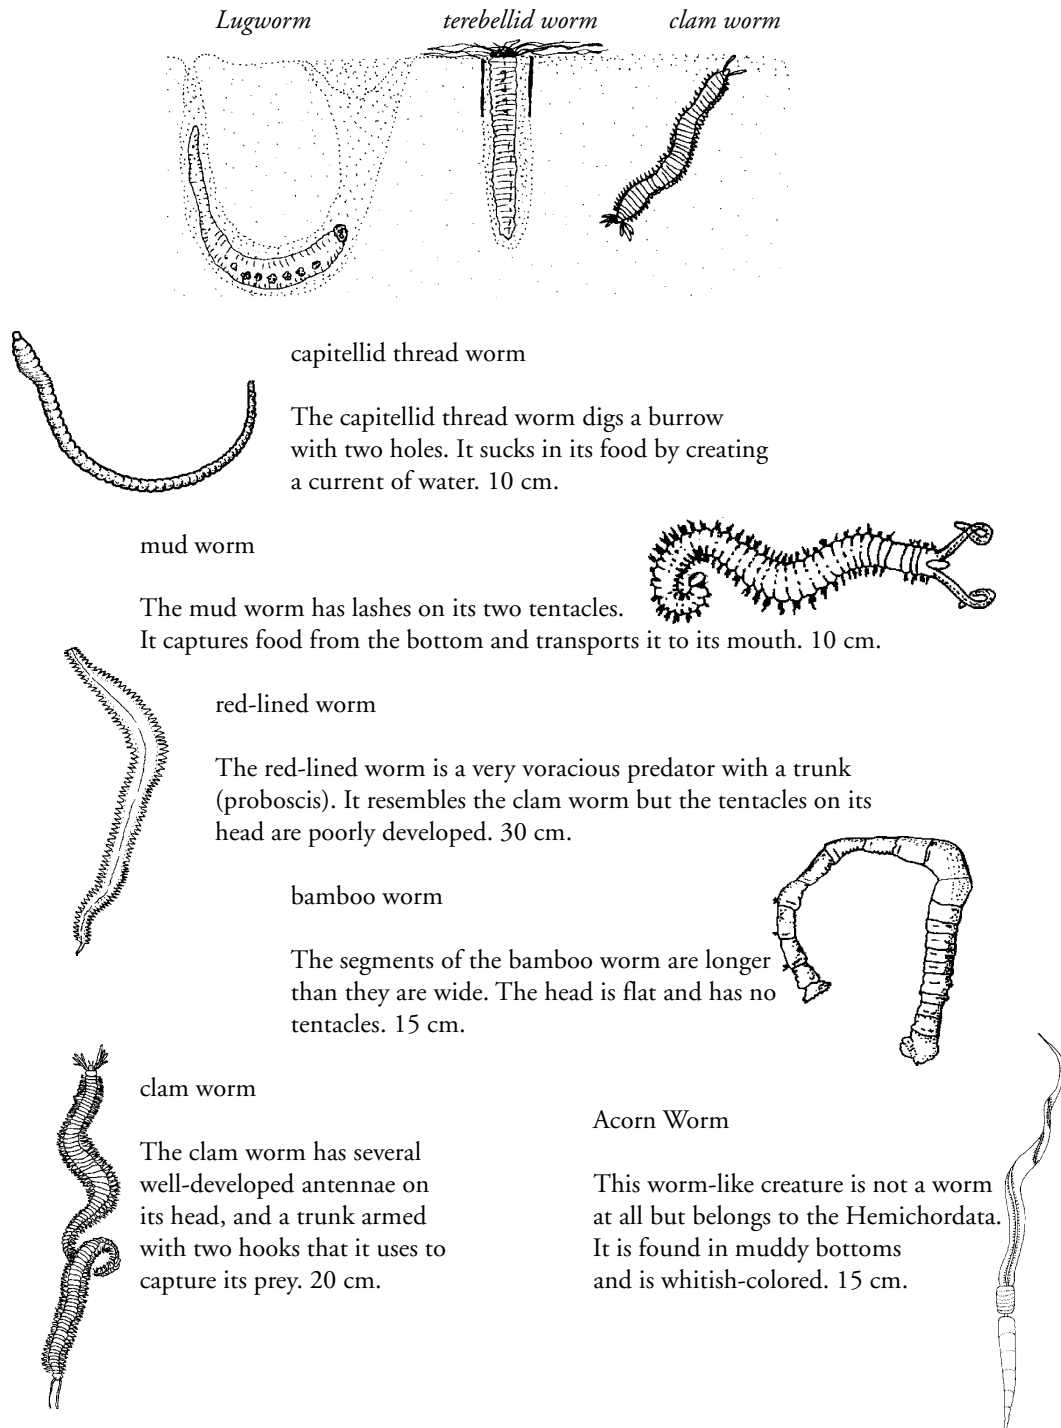 Lugworm terebellid worm clam worm
capitellid thread worm
The capitellid thread worm digs a burrow
with two holes. It sucks in its food by creating
a current of water. 10 cm.
mud worm
The mud worm has lashes on its two tentacles.
It captures food from the bottom and transports it to its mouth. 10 cm.
red-lined worm
The red-lined worm is a very voracious predator with a trunk
(proboscis). It resembles the clam worm but the tentacles on its
head are poorly developed. 30 cm.
bamboo worm
The segments of the bamboo worm are longer
than they are wide. The head is flat and has no
tentacles. 15 cm.
clam worm
The clam worm has several
well-developed antennae on
its head, and a trunk armed
with two hooks that it uses to
capture its prey. 20 cm.
Acorn Worm
This worm-like creature is not a worm
at all but belongs to the Hemichordata.
It is found in muddy bottoms
and is whitish-colored. 15 cm.